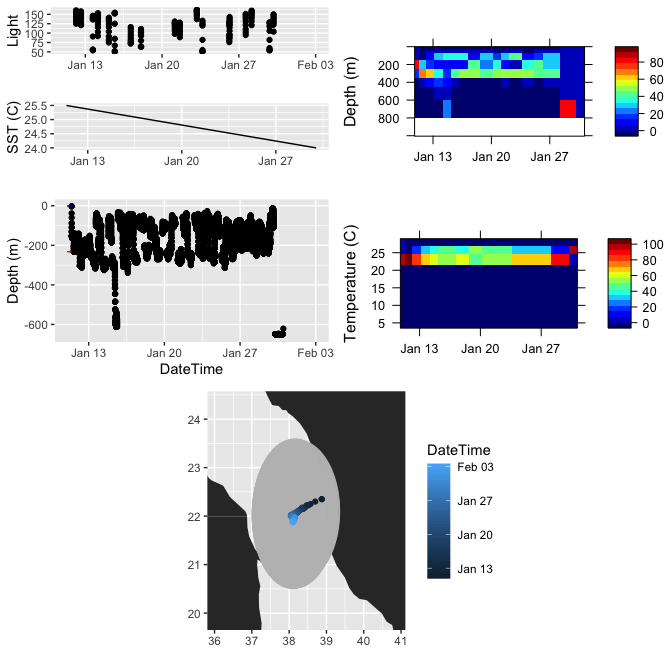 Light
150
125
100
75
50
Jan 13
Jan 20
Jan 27
Feb 03
SST (C)
25.5
25.0
24.5
24.0
Jan 13
Jan 20
Jan 27
Depth (m)
0
-200
-400
-600
Jan 13
Jan 20
Jan 27
Feb 03
DateTime
Depth (m)
200
400
600
800
Jan 13
Jan 20
Jan 27
80
60
40
20
0
Temperature (C)
25
20
15
10
5
Jan 13
Jan 20
Jan 27
100
80
60
40
20
0
24
23
22
21
20
36
37
38
39
40
41
DateTime
Feb 03
Jan 27
Jan 20
Jan 13